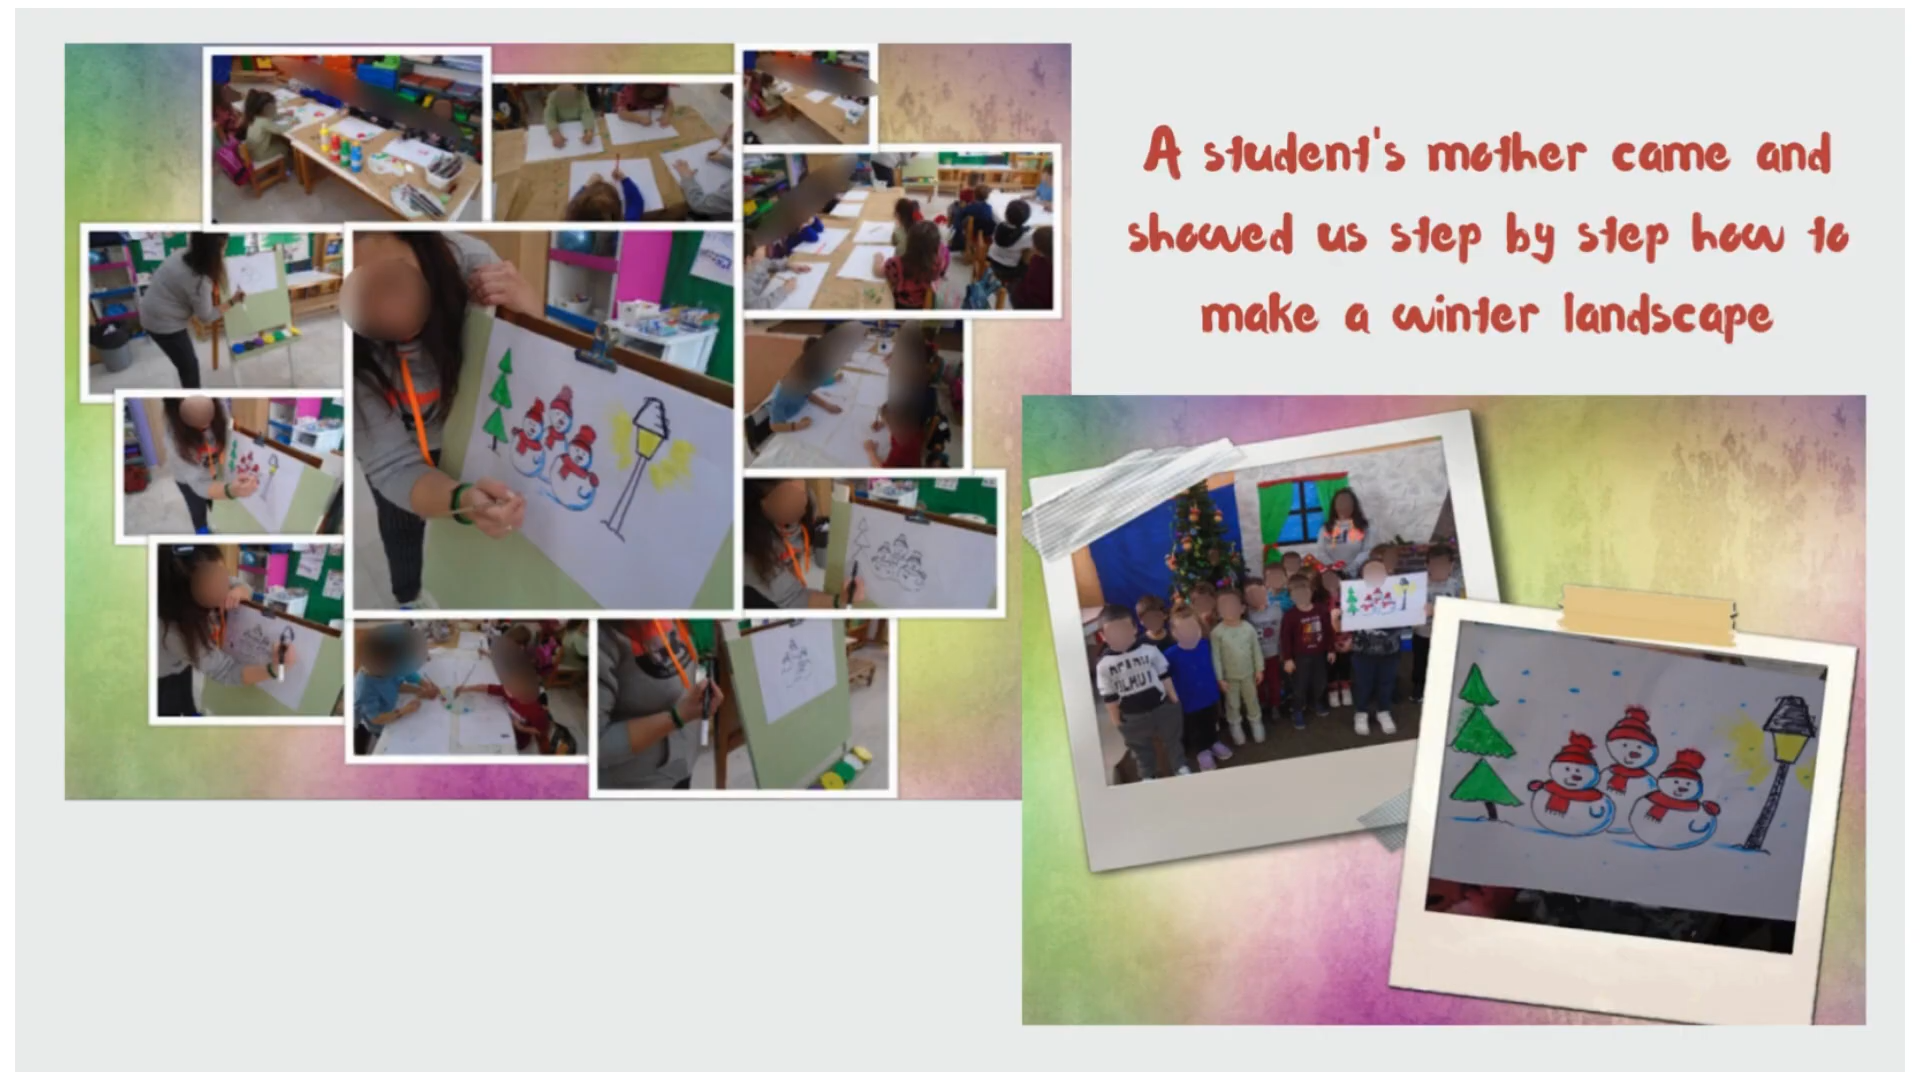 A student's mother came and
showed us step by step how to
make a winter landscape